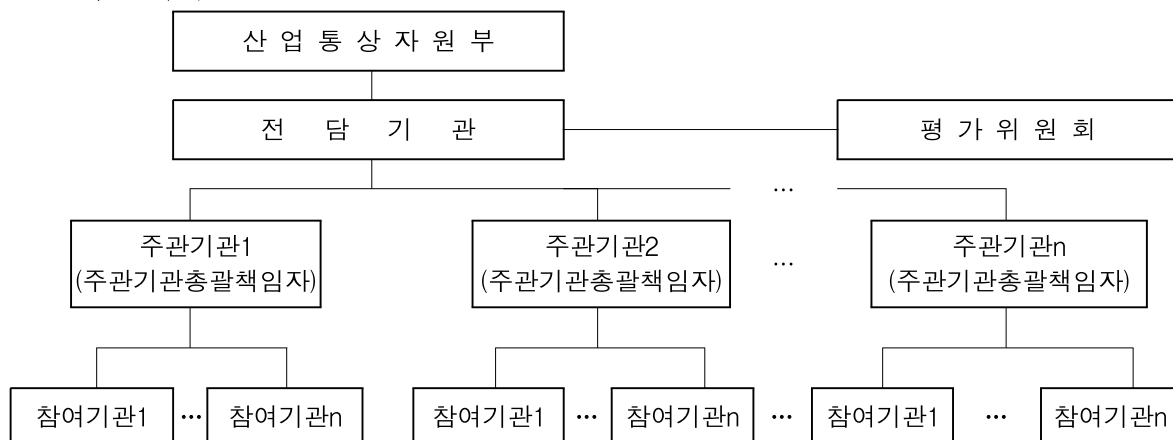 산 업 통 상 자 원 부
전 담 기 관
평 가 위 원 회
...
주관기관1
(주관기관총괄책임자)
주관기관2
(주관기관총괄책임자)
...
주관기관n
(주관기관총괄책임자)
참여기관1 ... 참여기관n
참여기관1 ... 참여기관n ... 참여기관1 ... 참여기관n